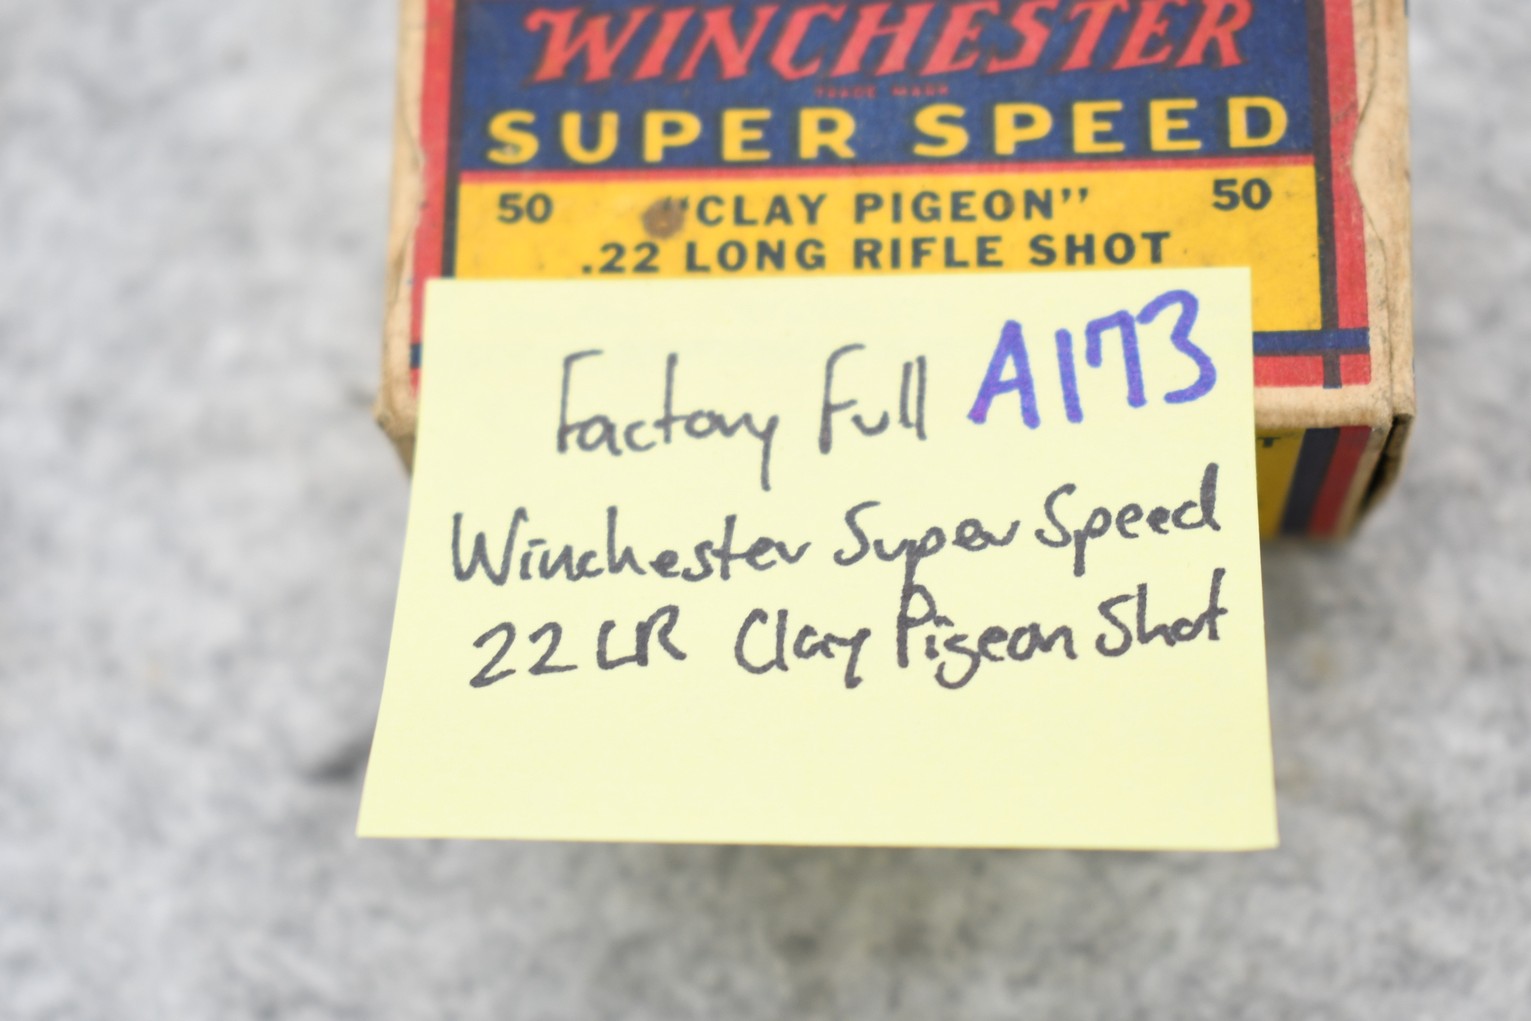 WINCHESTER
TRADE MARK
SUPER SPEED
50 "CLAY PIGEON" 50
.22 LONG RIFLE SHOT
Factory Full A173
Winchester Super Speed
22 LR Clay Pigeon Shot